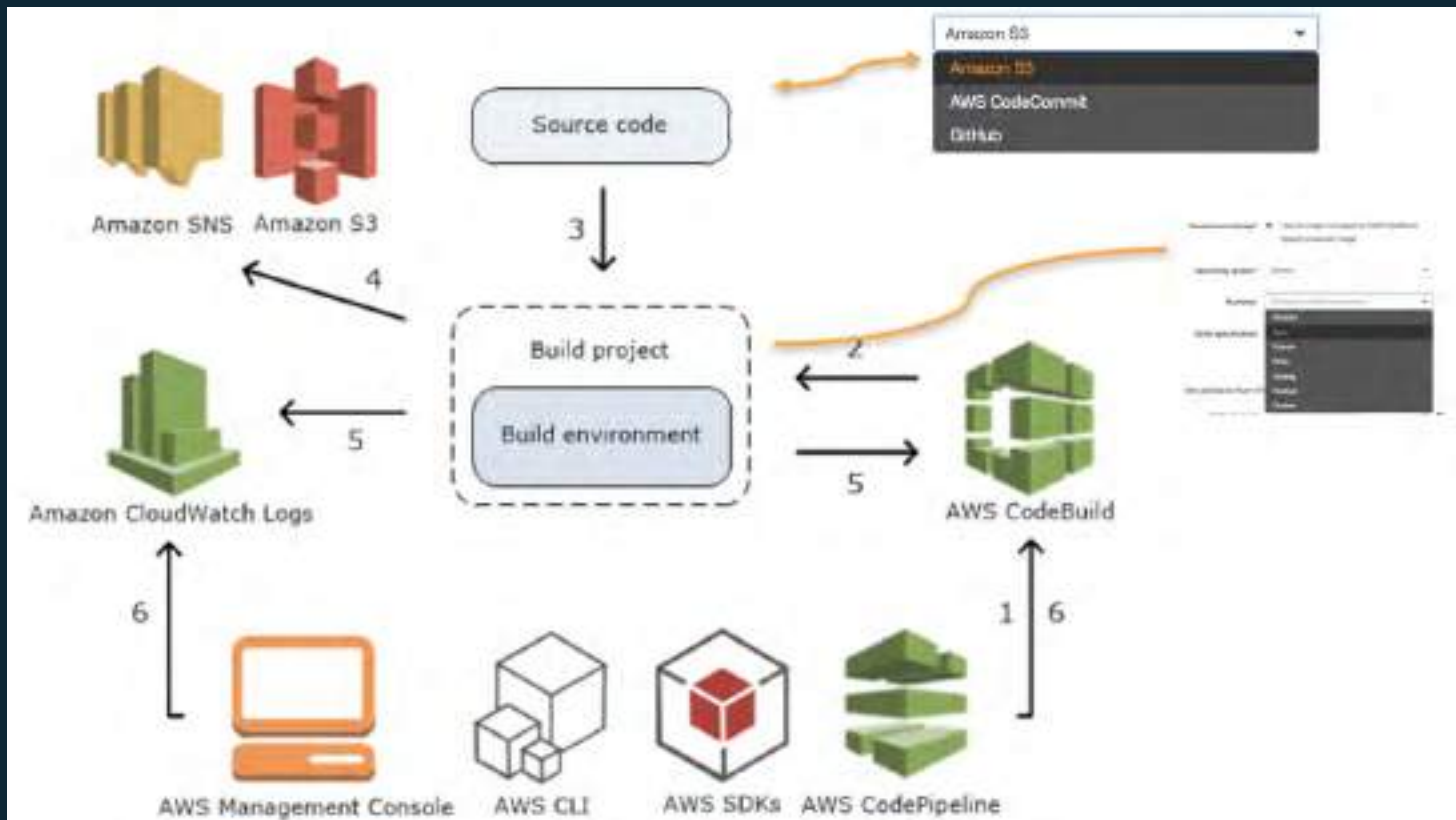 Amazon S3
Amazon S3
AWS CodeCommit
GitHub
Source code
Amazon SNS
Amazon S3
3
4
2
Build project
Build environment
5
5
Amazon CloudWatch Logs
AWS CodeBuild
6
1
6
AWS Management Console
AWS CLI
AWS SDKs
AWS CodePipeline